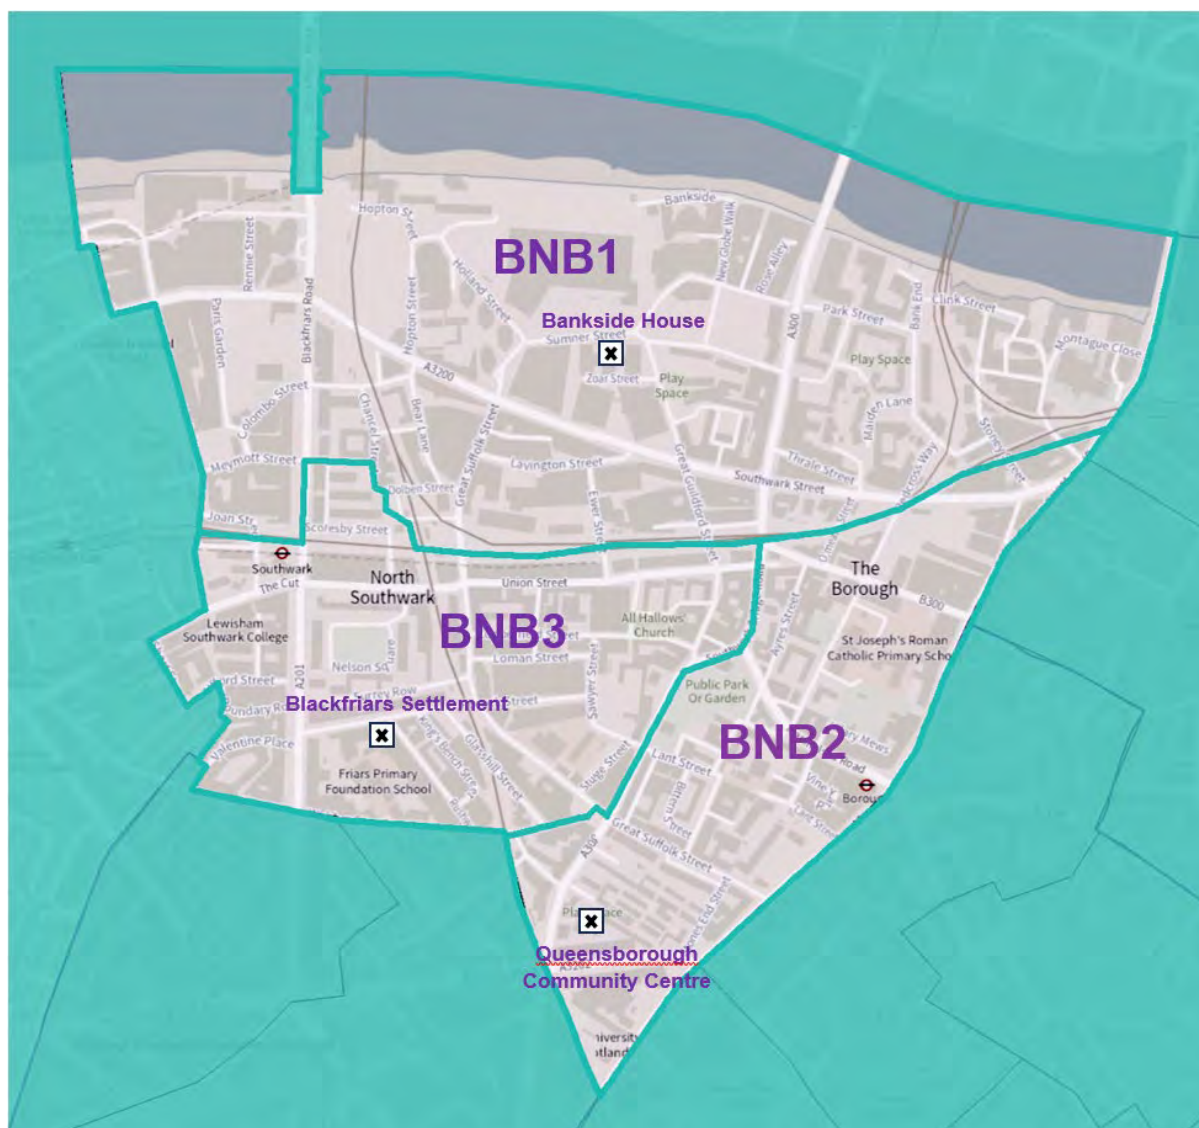 Bankside
Hopton Street
New Globe Walk
Rennie Street
BNB1
Rose Alley
Holland Street
Bank End
Clink Street
Blackfriars Road
Hopton Street
Paris Garden
Park Street
Bankside House
A300
Sumner Street
Montague Close
Play Space
A3200
Zoar Street
Play
Space
Colombo Street
Chancel
Bear Lane
Maiden Lane
Great Suffolk Street
Stoney Street
Meymott Street
Lavington Street
Thrale Street
Great Guildford Street
Southwark Street
Dolben Street
Ewer Street
Joan
Scoresby Street
Southwark
The Cut
North
Southwark
Union Street
The
Borough
B300
Ayres Street
All Hallows'
Church
Lewisham
Southwark College
BNB3
St Joseph's Roman
Catholic Primary Scho
Loman Street
Nelson
A201
Sawyer Street
Surrey Row
Street
Public Park
Or Garden
Blackfriars Settlement
BNB2
Valentine Place
King's Bench
Glasshill Street
Mews
Road
Lant Street
Friars Primary
Foundation School
Sturge Street
Vine
Borou
Great Suffolk Street
Queensborough
Community Centre